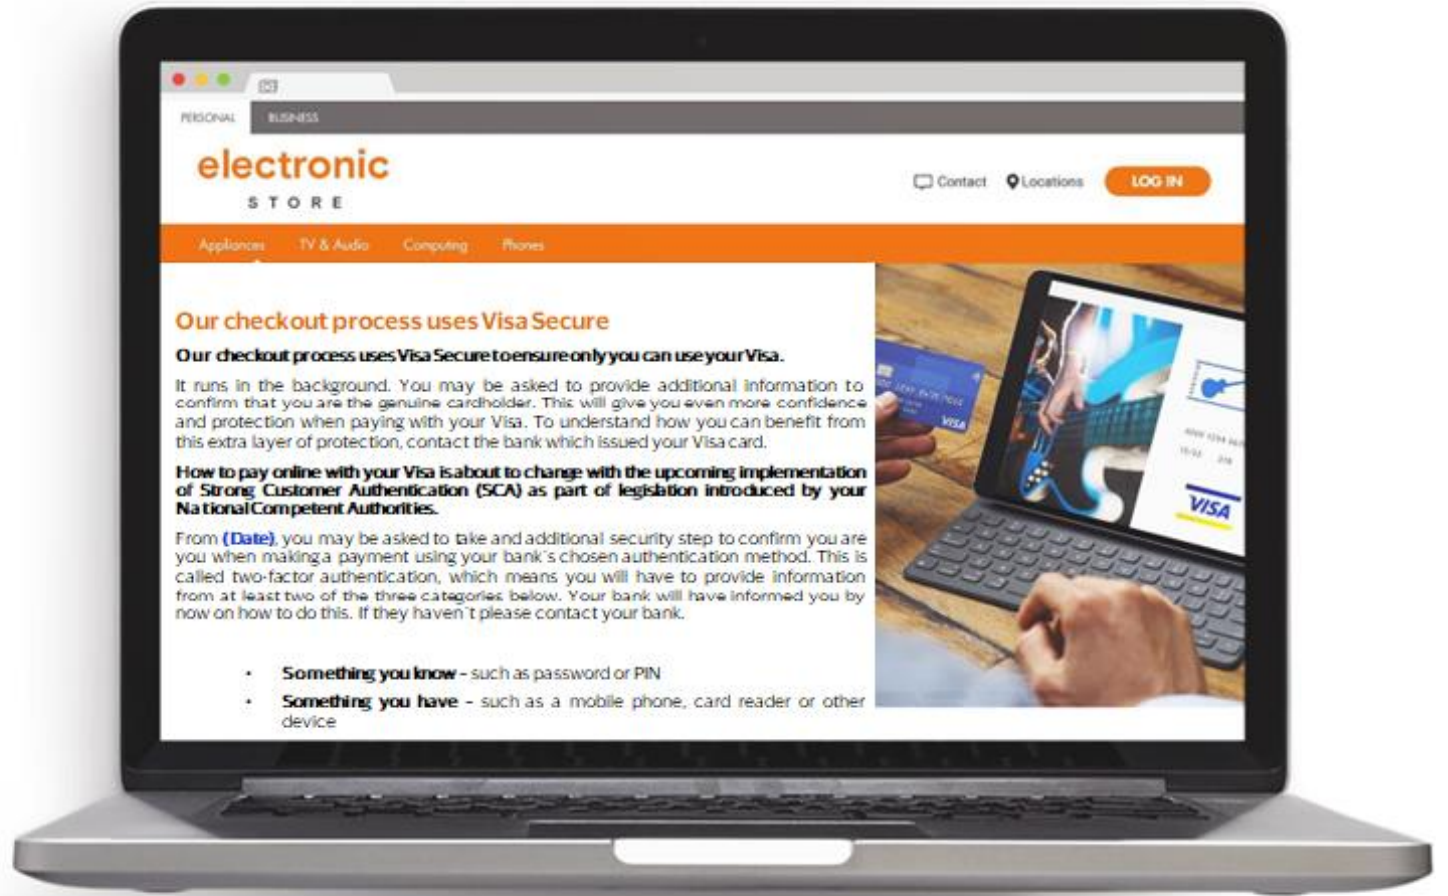 PERSONAL
BUSINESS
electronic
STORE
Contact
Locations
LOG IN
Appliances
TV & Audio
Computing
Phones
Our checkout process uses Visa Secure
Our checkout process uses Visa Secure to ensure only you can use your Visa.
It runs in the background. You may be asked to provide additional information to
confirm that you are the genuine cardholder. This will give you even more confidence
and protection when paying with your Visa. To understand how you can benefit from
this extra layer of protection, contact the bank which issued your Visa card.
How to pay online with your Visa is about to change with the upcoming implementation
of Strong Customer Authentication (SCA) as part of legislation introduced by your
National Competent Authorities.
From (Date), you may be asked to take and additional security step to confirm you are
you when making a payment using your bank`s chosen authentication method. This is
called two-factor authentication, which means you will have to provide information
from at least two of the three categories below. Your bank will have informed you by
now on how to do this. If they haven`t please contact your bank.
• Something you know – such as password or PIN
• Something you have – such as a mobile phone, card reader or other
device
VISA
VISA